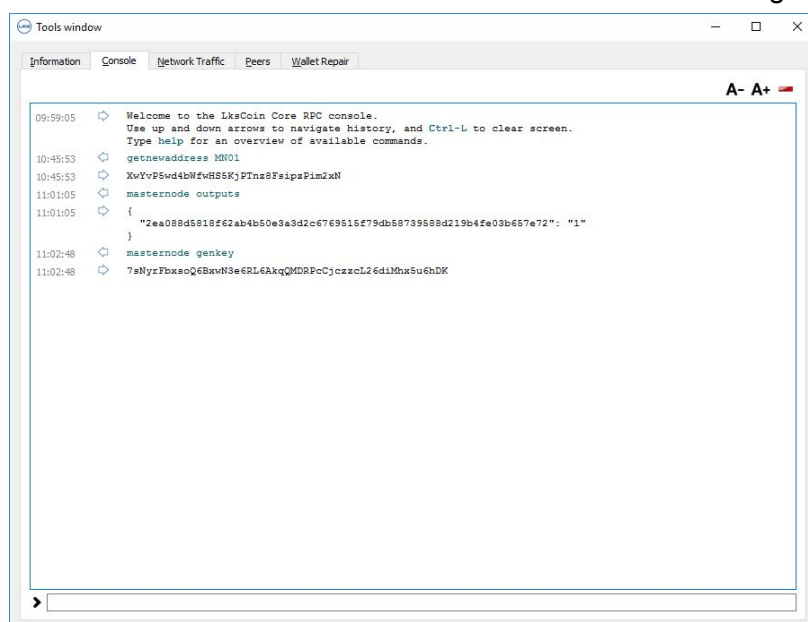 Tools window
Information Console Network Traffic Peers Wallet Repair
A- A+
09:59:05 Welcome to the LksCoin Core RPC console.
Use up and down arrows to navigate history, and Ctrl-L to clear screen.
Type help for an overview of available commands.
10:45:53 getnewaddress MN01
10:45:53 XwYvP5wd4bWfwHS5KjPTnz8FsipzPim2xN
11:01:05 masternode outputs
11:01:05 {
"2ea088d5818f62ab4b50e3a3d2c6769515f79db58739588d219b4fe03b657e72": "1"
}
11:02:48 masternode genkey
11:02:48 7sNyrFbxsoQ6BxwN3e6RL6AkqQMDRPcCjczzcL26diMhx5u6hDK